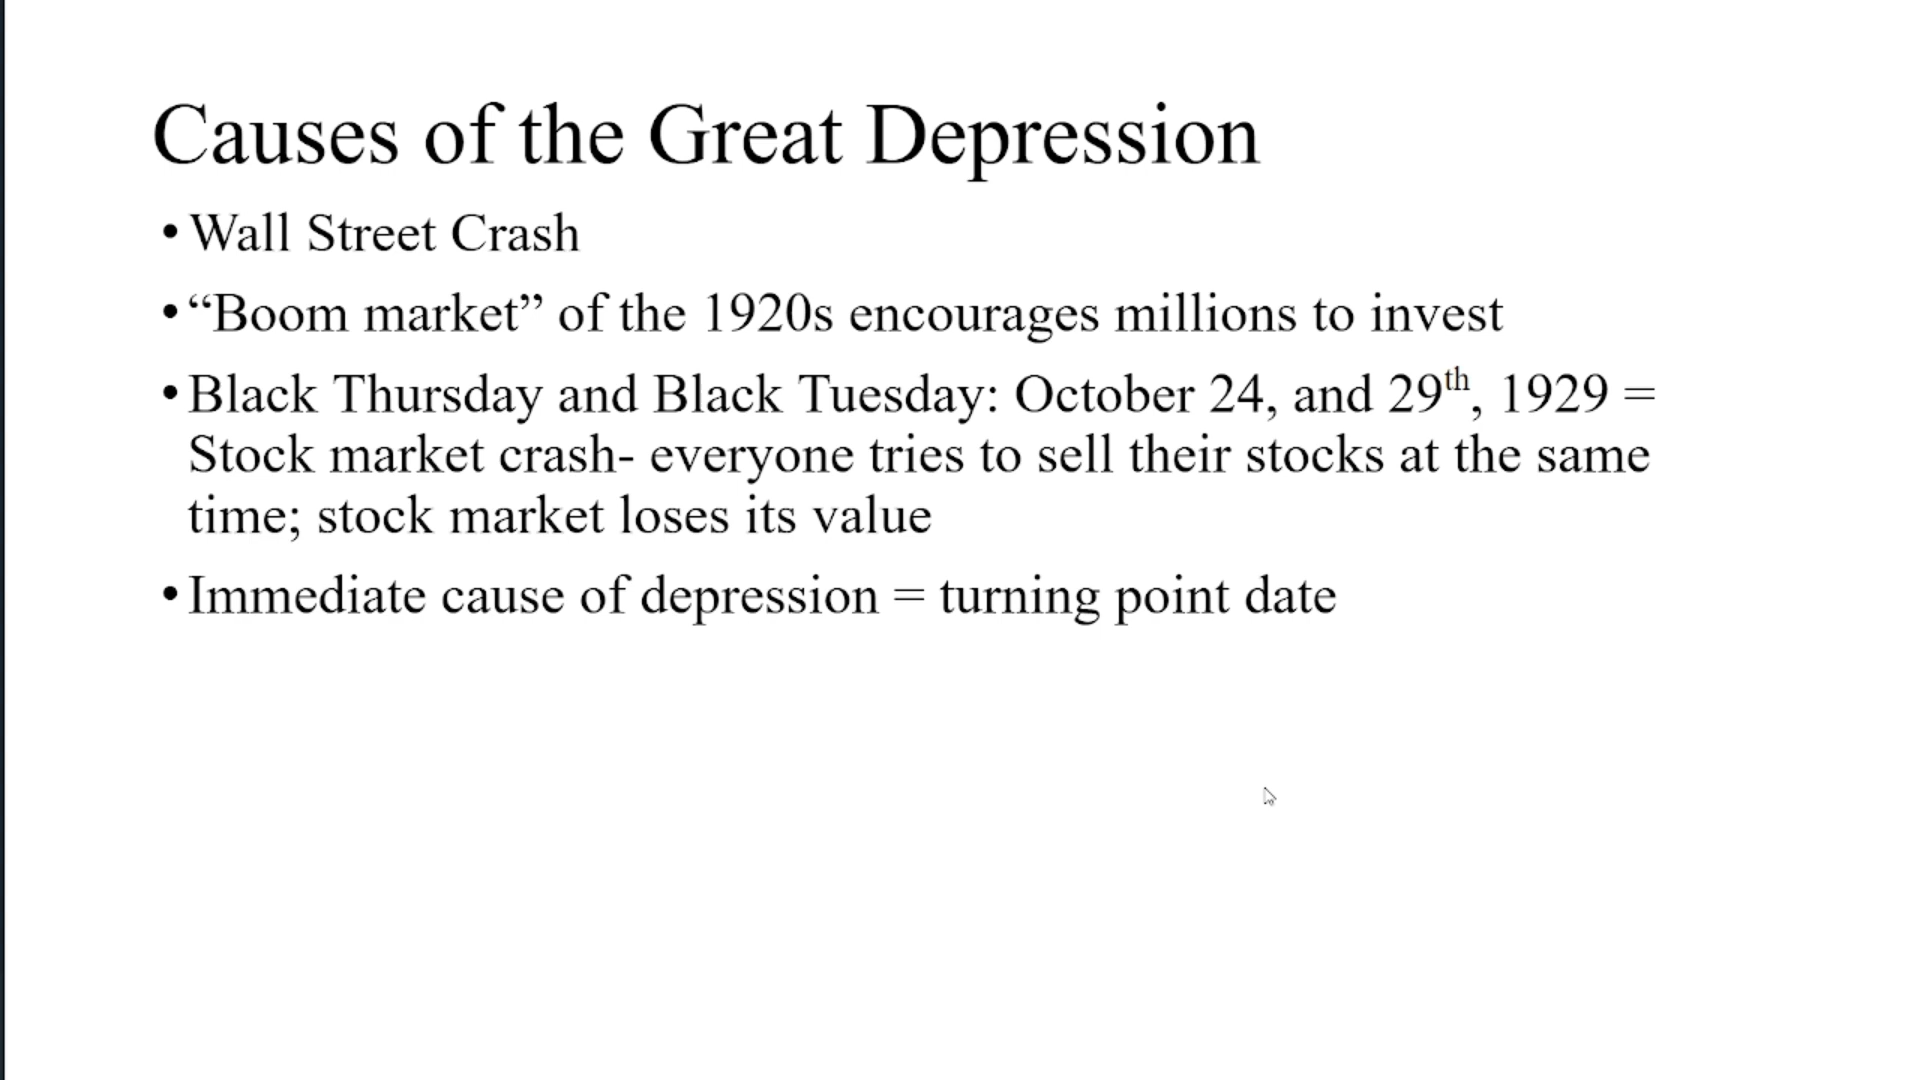 Causes of the Great Depression
• Wall Street Crash
• “Boom market” of the 1920s encourages millions to invest
• Black Thursday and Black Tuesday: October 24, and 29th, 1929 =
Stock market crash- everyone tries to sell their stocks at the same
time; stock market loses its value
• Immediate cause of depression = turning point date